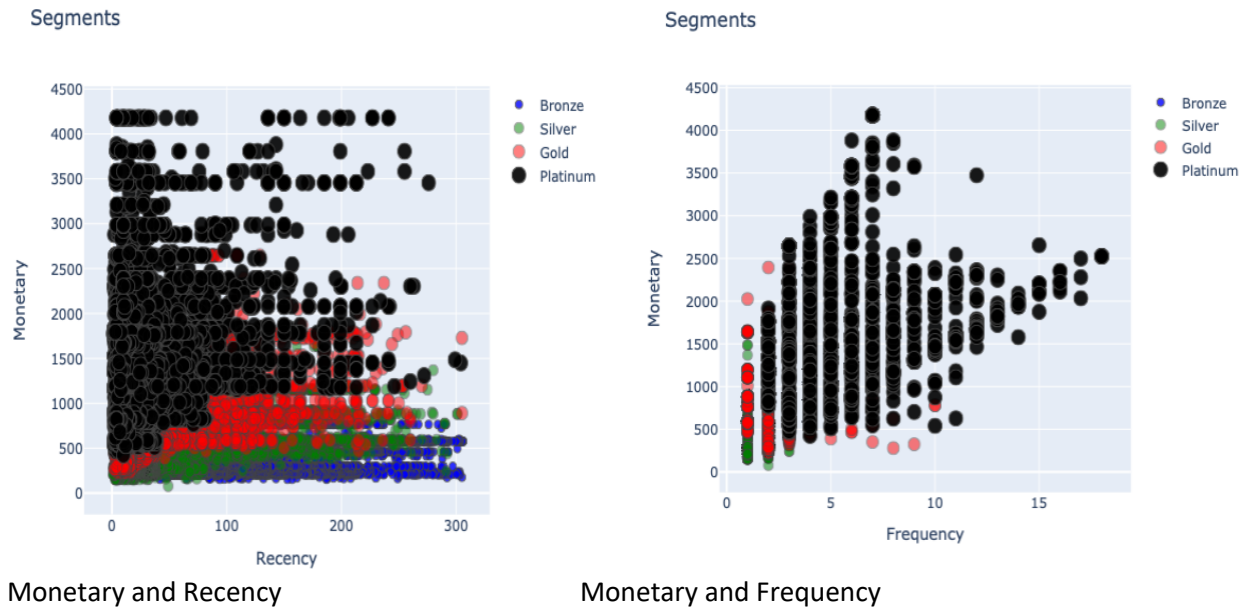 Segments
4500
4000
3500
3000
2500
2000
1500
1000
500
0
Monetary
0 100 200 300
Recency
Bronze
Silver
Gold
Platinum
Monetary and Recency
Segments
4500
4000
3500
3000
2500
2000
1500
1000
500
0
Monetary
0 5 10 15
Frequency
Bronze
Silver
Gold
Platinum
Monetary and Frequency